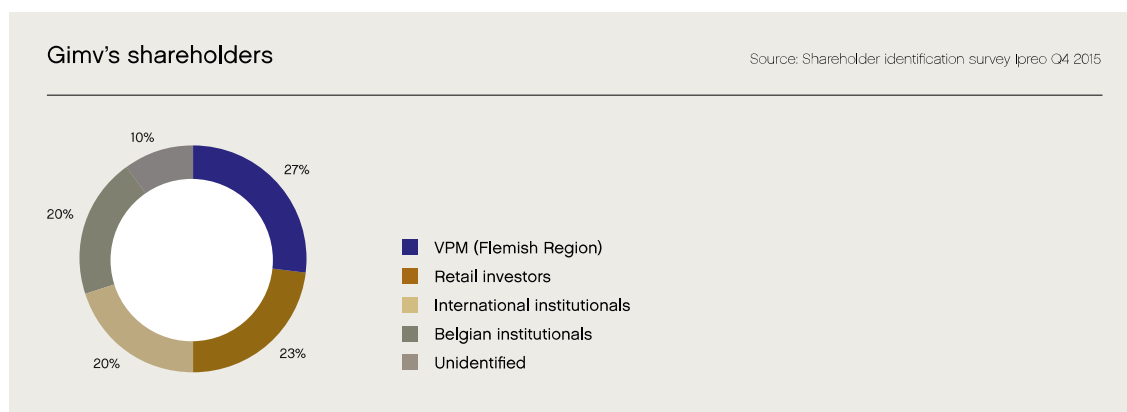 Gimv's shareholders
Source: Shareholder identification survey Ipreo Q4 2015
10%
27%
20%
20%
23%
VPM (Flemish Region)
Retail investors
International institutionals
Belgian institutionals
Unidentified